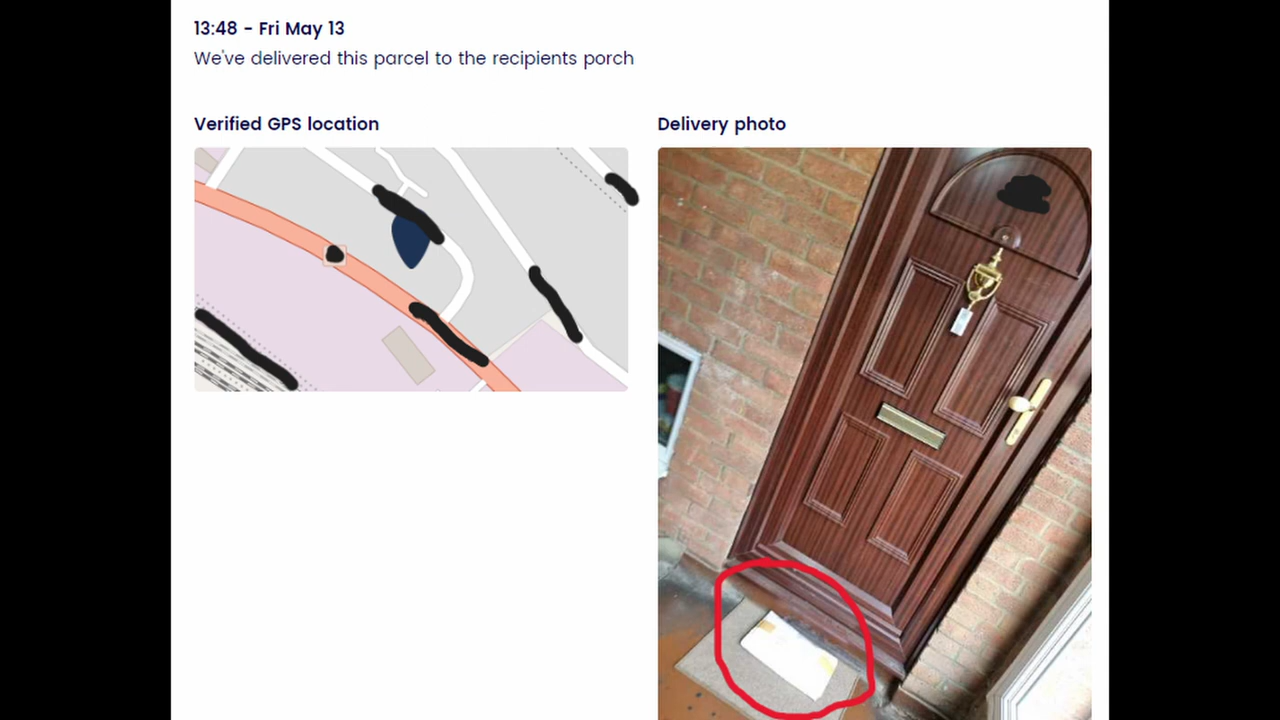 13:48 - Fri May 13
We've delivered this parcel to the recipients porch
Verified GPS location
Delivery photo